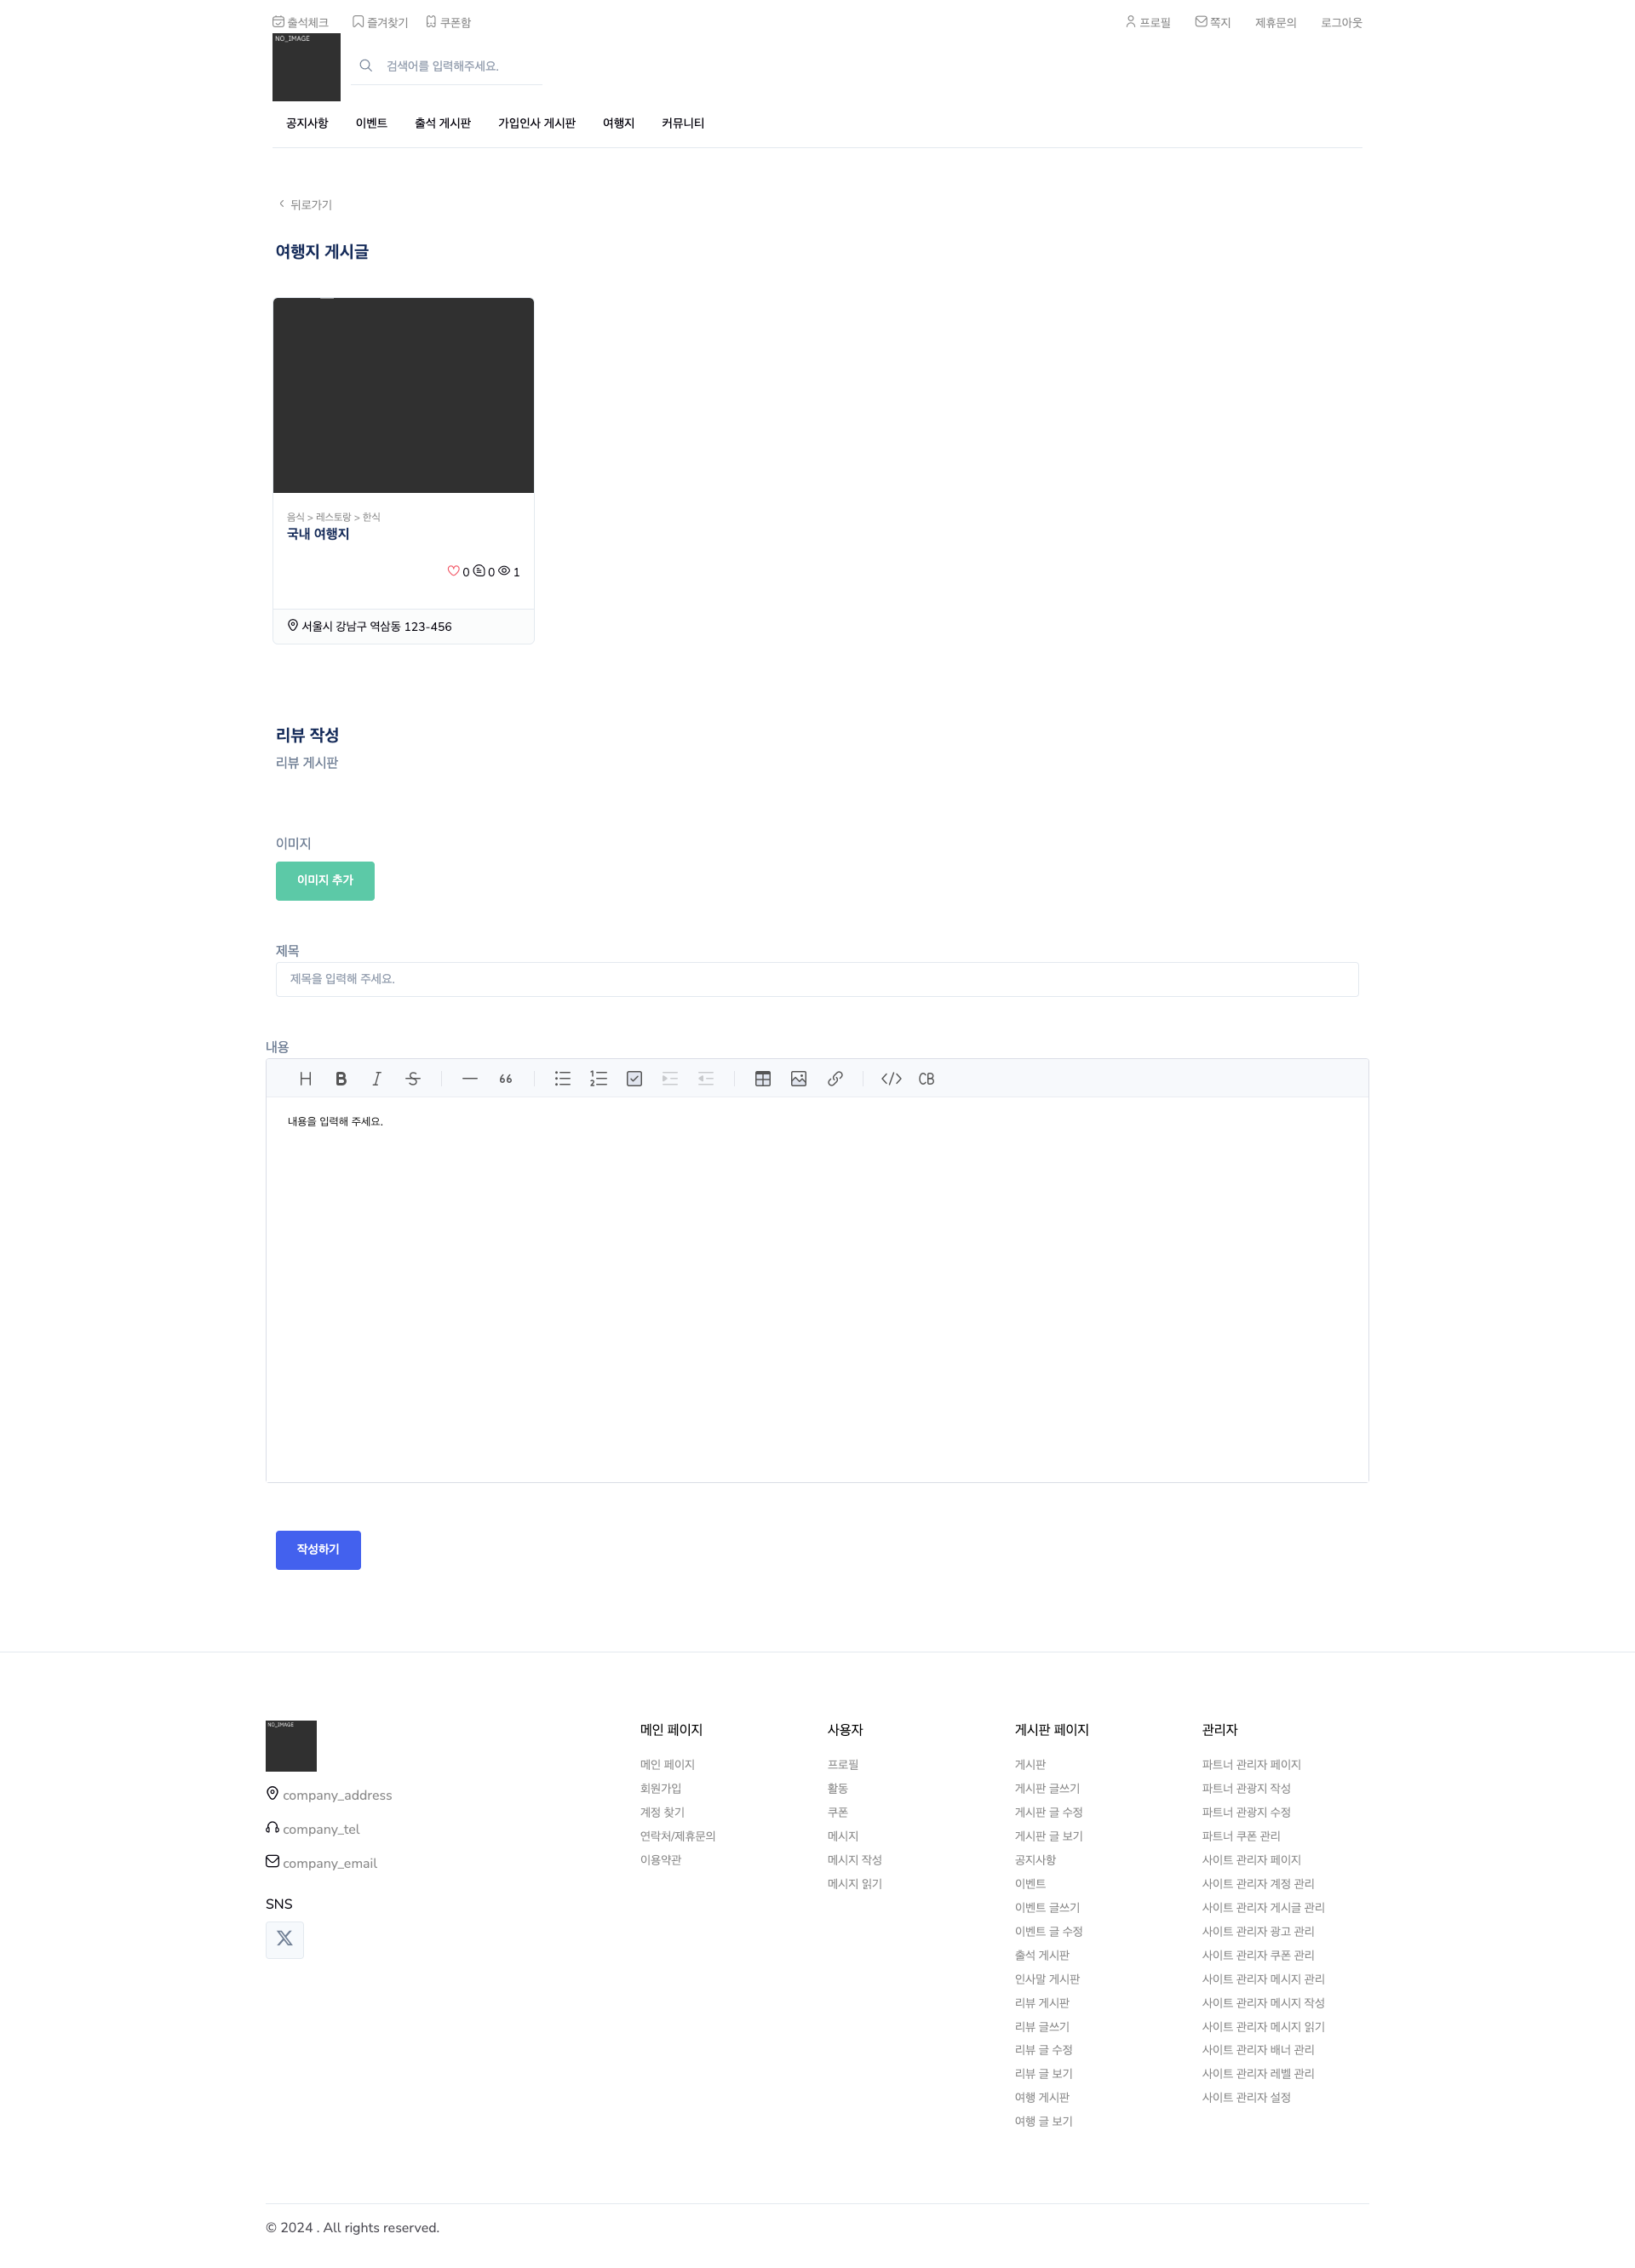 출석체크 즐겨찾기 쿠폰함 프로필 쪽지 제휴문의 로그아웃
NO_IMAGE
검색어를 입력해주세요.
공지사항 이벤트 출석 게시판 가입인사 게시판 여행지 커뮤니티
뒤로가기
여행지 게시글
음식 > 레스토랑 > 한식
국내 여행지
0 0 1
서울시 강남구 역삼동 123-456
리뷰 작성
리뷰 게시판
이미지
이미지 추가
제목
제목을 입력해 주세요.
내용
H B I S 66 CB
내용을 입력해 주세요.
작성하기
NO_IMAGE
company_address
company_tel
company_email
SNS
메인 페이지
메인 페이지
회원가입
계정 찾기
연락처/제휴문의
이용약관
사용자
프로필
활동
쿠폰
메시지
메시지 작성
메시지 읽기
게시판 페이지
게시판
게시판 글쓰기
게시판 글 수정
게시판 글 보기
공지사항
이벤트
이벤트 글쓰기
이벤트 글 수정
출석 게시판
인사말 게시판
리뷰 게시판
리뷰 글쓰기
리뷰 글 수정
리뷰 글 보기
여행 게시판
여행 글 보기
관리자
파트너 관리자 페이지
파트너 관광지 작성
파트너 관광지 수정
파트너 쿠폰 관리
사이트 관리자 페이지
사이트 관리자 계정 관리
사이트 관리자 게시글 관리
사이트 관리자 광고 관리
사이트 관리자 쿠폰 관리
사이트 관리자 메시지 관리
사이트 관리자 메시지 작성
사이트 관리자 메시지 읽기
사이트 관리자 배너 관리
사이트 관리자 레벨 관리
사이트 관리자 설정
© 2024 . All rights reserved.